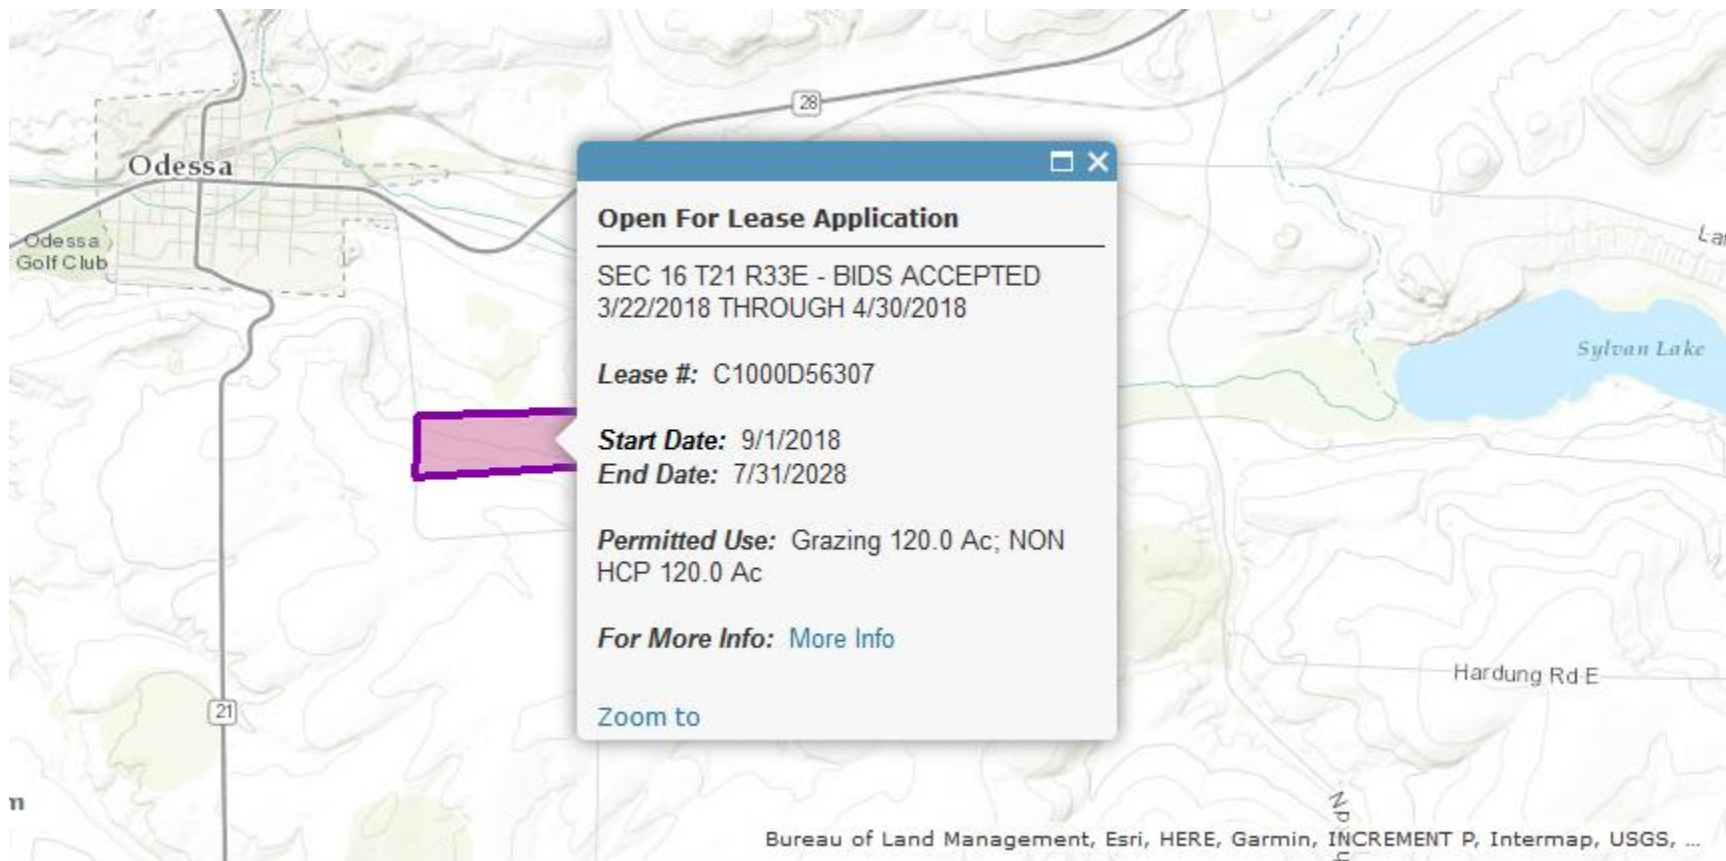 28
Odessa
Odessa
Golf Club
Open For Lease Application
SEC 16 T21 R33E - BIDS ACCEPTED
3/22/2018 THROUGH 4/30/2018
Lease #: C1000D56307
Start Date: 9/1/2018
End Date: 7/31/2028
Permitted Use: Grazing 120.0 Ac; NON
HCP 120.0 Ac
For More Info: More Info
Zoom to
Sylvan Lake
Hardung Rd E
21
Bureau of Land Management, Esri, HERE, Garmin, INCREMENT P, Intermap, USGS, ...